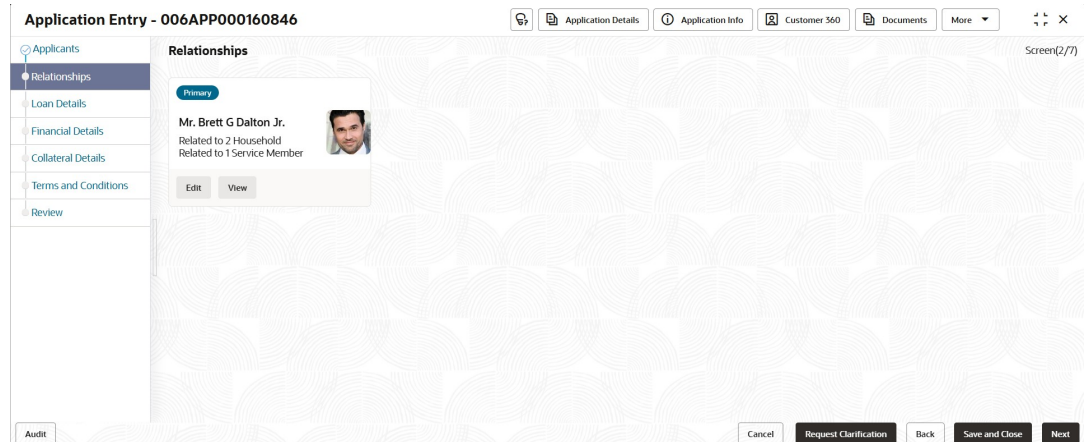 Application Entry - 006APP000160846
Application Details
Application Info
Customer 360
Documents
More
Applicants
Relationships
Loan Details
Financial Details
Collateral Details
Terms and Conditions
Review
Relationships
Screen(2/7)
Primary
Mr. Brett G Dalton Jr.
Related to 2 Household
Related to 1 Service Member
Edit
View
Audit
Cancel
Request Clarification
Back
Save and Close
Next